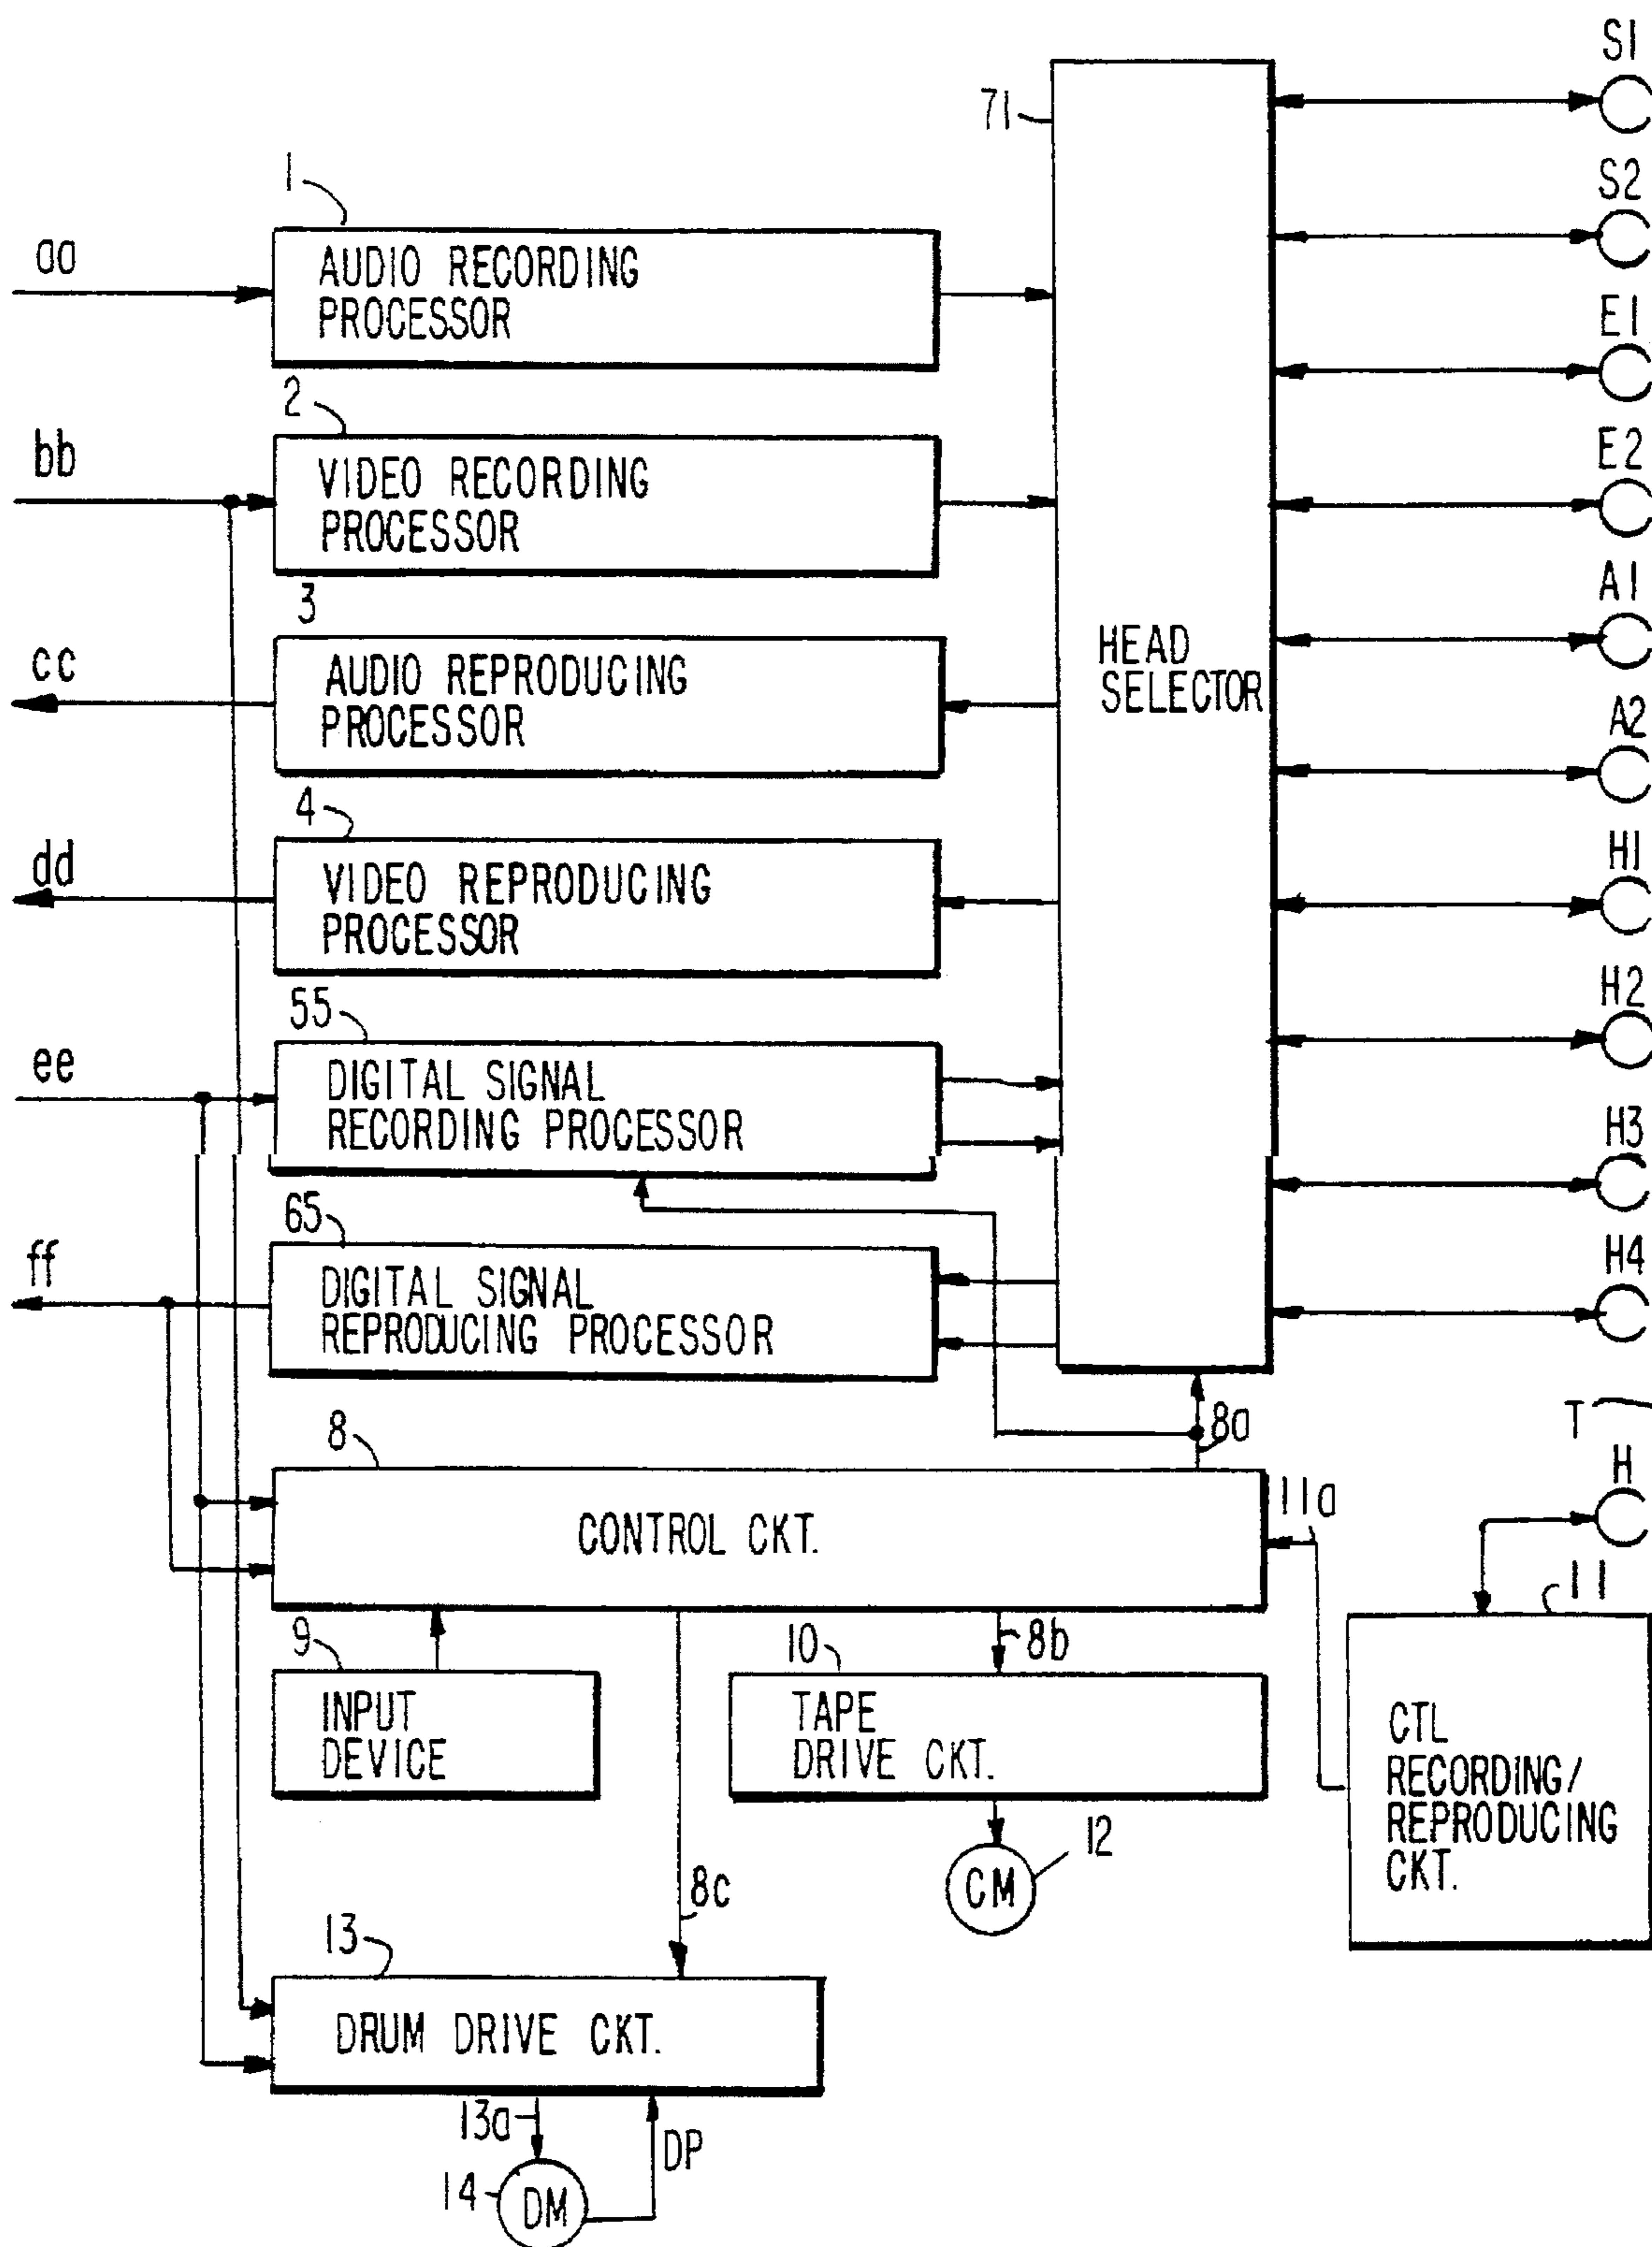 S1
71
S2
1
aa
AUDIO RECORDING
PROCESSOR
E1
2
bb
VIDEO RECORDING
PROCESSOR
E2
3
A1
cc
AUDIO REPRODUCING
PROCESSOR
HEAD
SELECTOR
A2
4
dd
VIDEO REPRODUCING
PROCESSOR
H1
55
H2
ee
DIGITAL SIGNAL
RECORDING PROCESSOR
H3
65
ff
DIGITAL SIGNAL
REPRODUCING PROCESSOR
H4
8
8a
T
H
11a
CONTROL CKT.
11
9
10
8b
INPUT
DEVICE
TAPE
DRIVE CKT.
CTL
RECORDING/
REPRODUCING
CKT.
12
CM
8c
13
DRUM DRIVE CKT.
13a
DP
14
DM